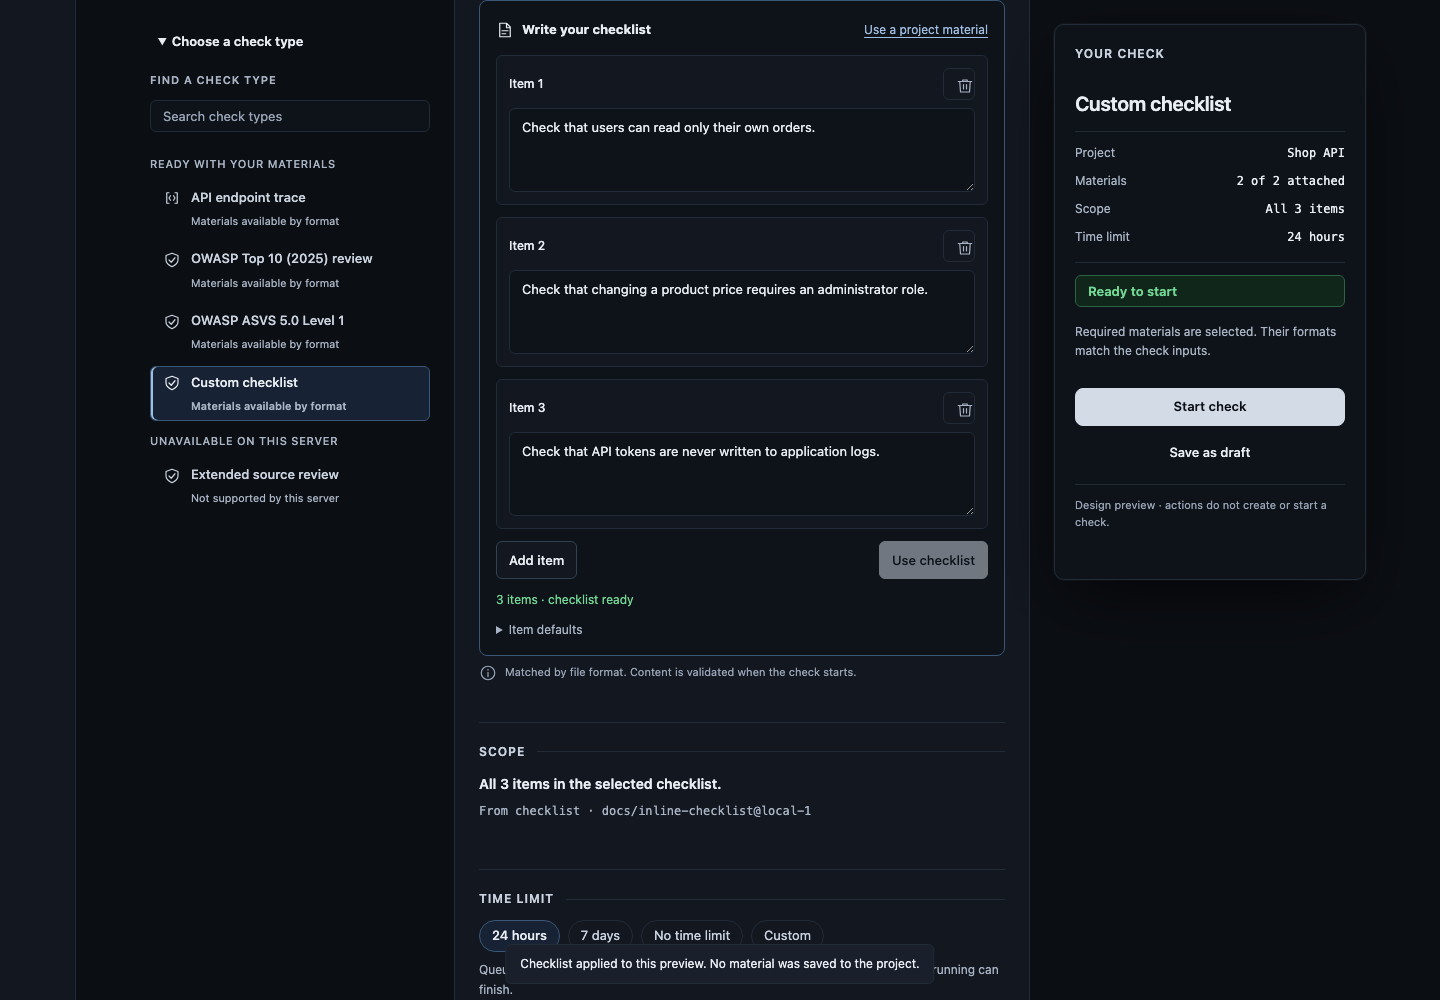 Choose a check type
FIND A CHECK TYPE
Search check types
READY WITH YOUR MATERIALS
API endpoint trace
Materials available by format
OWASP Top 10 (2025) review
Materials available by format
OWASP ASVS 5.0 Level 1
Materials available by format
Custom checklist
Materials available by format
UNAVAILABLE ON THIS SERVER
Extended source review
Not supported by this server
Write your checklist
Use a project material
Item 1
Check that users can read only their own orders.
Item 2
Check that changing a product price requires an administrator role.
Item 3
Check that API tokens are never written to application logs.
Add item
Use checklist
3 items · checklist ready
Item defaults
Matched by file format. Content is validated when the check starts.
SCOPE
All 3 items in the selected checklist.
From checklist · docs/inline-checklist@local-1
TIME LIMIT
24 hours
7 days
No time limit
Custom
running can
finish.
Checklist applied to this preview. No material was saved to the project.
YOUR CHECK
Custom checklist
Project
Shop API
Materials
2 of 2 attached
Scope
All 3 items
Time limit
24 hours
Ready to start
Required materials are selected. Their formats
match the check inputs.
Start check
Save as draft
Design preview · actions do not create or start a
check.